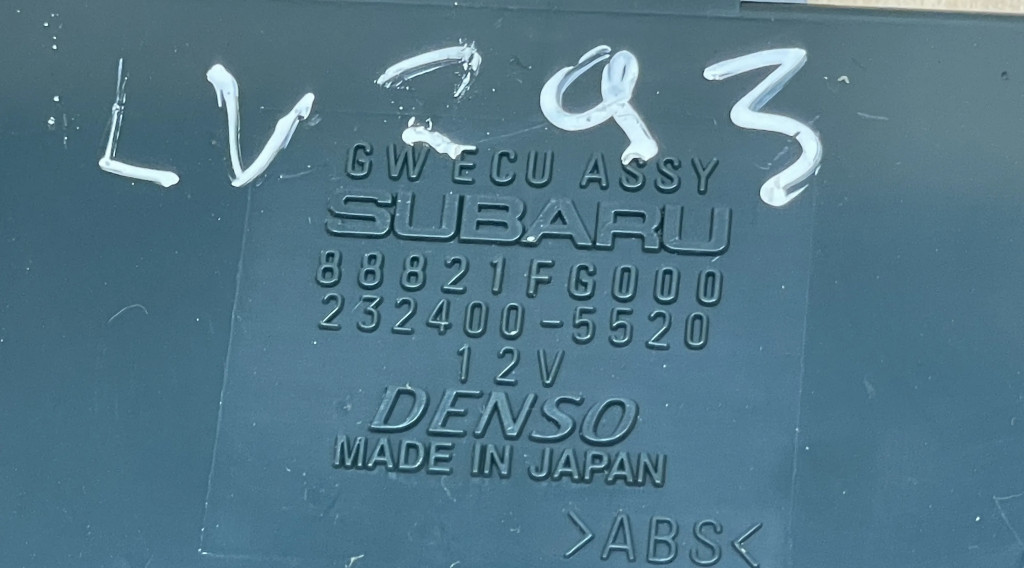 LV293
GW ECU ASSY
SUBARU
88821FG000
232400-5520
12V
DENSO
MADE IN JAPAN
>ABS<